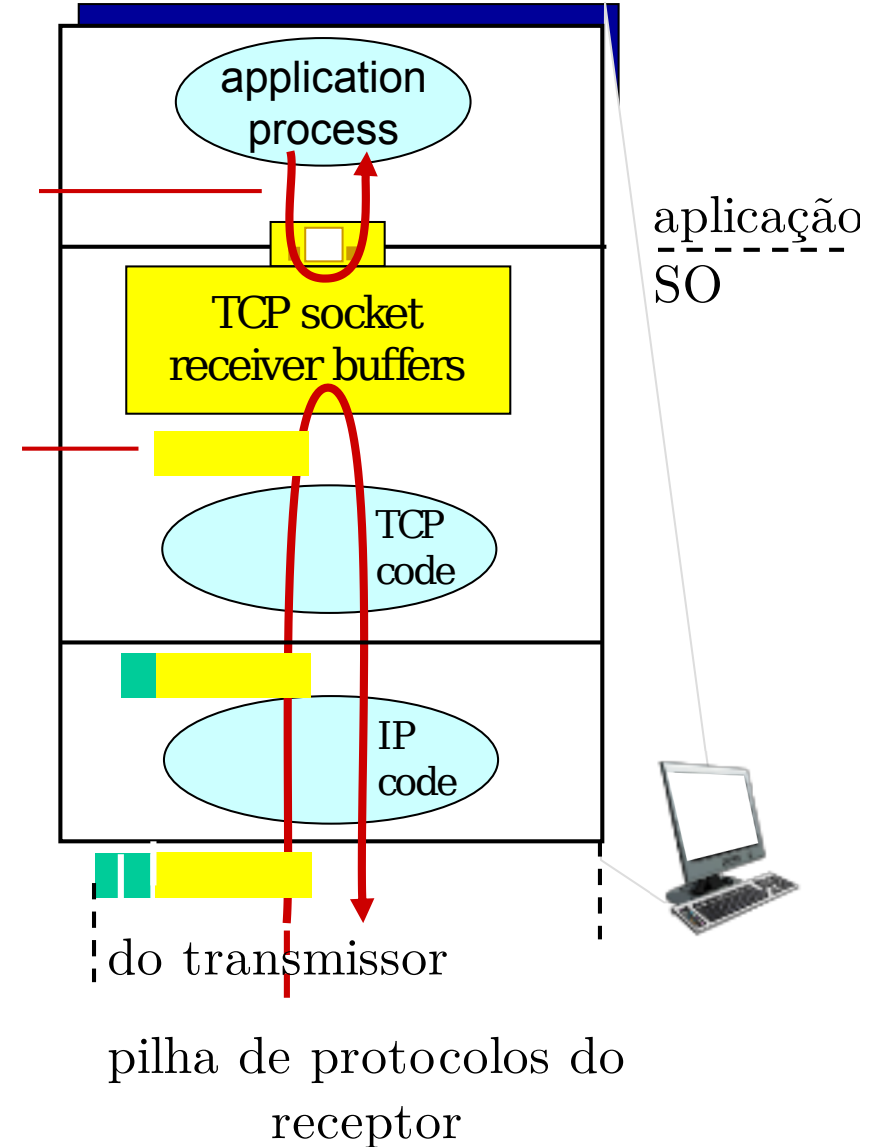 application
process
aplicação
SO
TCP socket
receiver buffers
TCP
code
IP
code
do transmissor
pilha de protocolos do
receptor